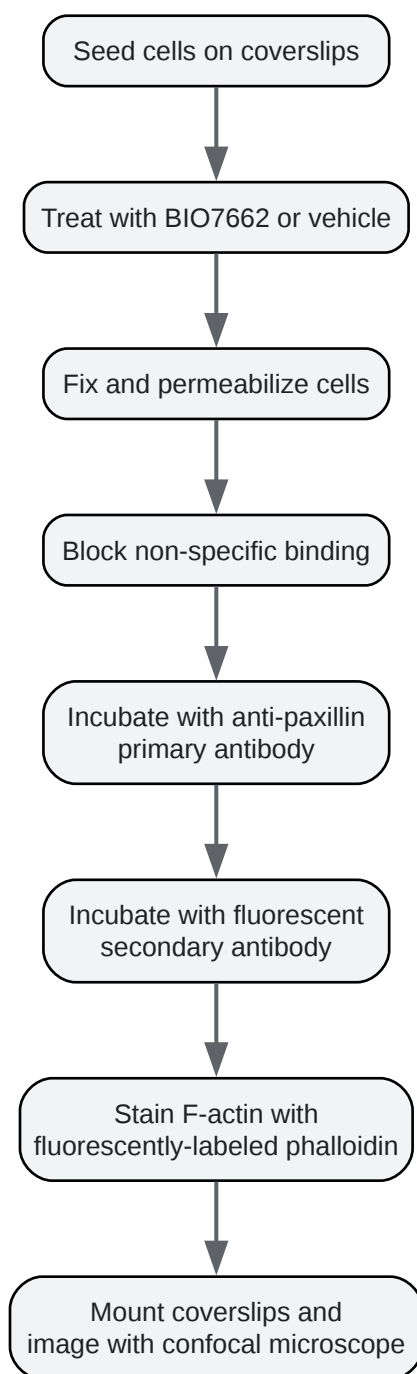 Seed cells on coverslips
Treat with BIO7662 or vehicle
Fix and permeabilize cells
Block non-specific binding
Incubate with anti-paxillin
primary antibody
Incubate with fluorescent
secondary antibody
Stain F-actin with
fluorescently-labeled phalloidin
Mount coverslips and
image with confocal microscope